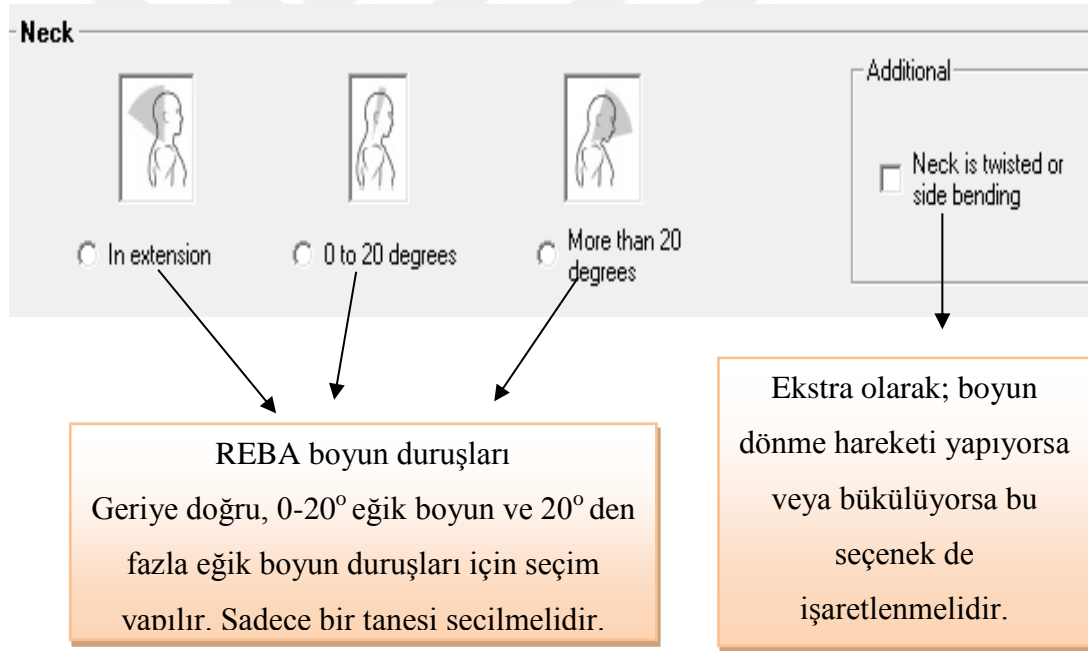 Neck
Additional
Neck is twisted or
side bending
In extension
0 to 20 degrees
More than 20
degrees
REBA boyun duruşları
Geriye doğru, 0-20° eğik boyun ve 20° den
fazla eğik boyun duruşları için seçim
yapılır. Sadece bir tanesi seçilmelidir.
Ekstra olarak; boyun
dönme hareketi yapıyorsa
veya bükülüyorsa bu
seçenek de
işaretlenmelidir.